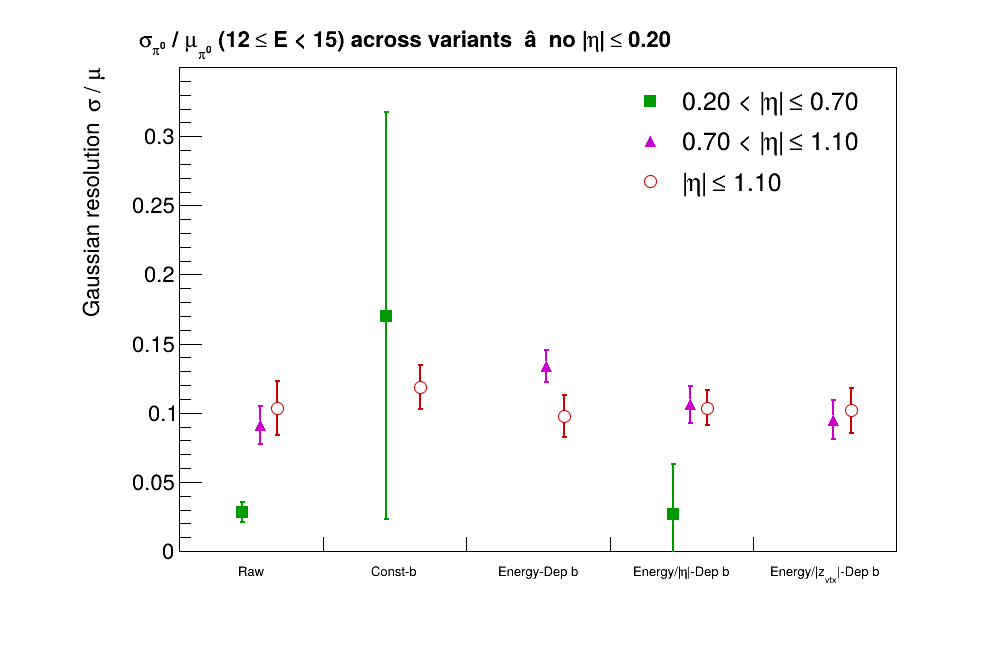 σπ⁰ / μπ⁰ (12 ≤ E < 15) across variants â no |η| ≤ 0.20
Gaussian resolution σ / μ
0.20 < |η| ≤ 0.70
0.70 < |η| ≤ 1.10
|η| ≤ 1.10
0.3
0.25
0.2
0.15
0.1
0.05
0
Raw Const-b Energy-Dep b Energy/|η|-Dep b Energy/|z_vtx|-Dep b